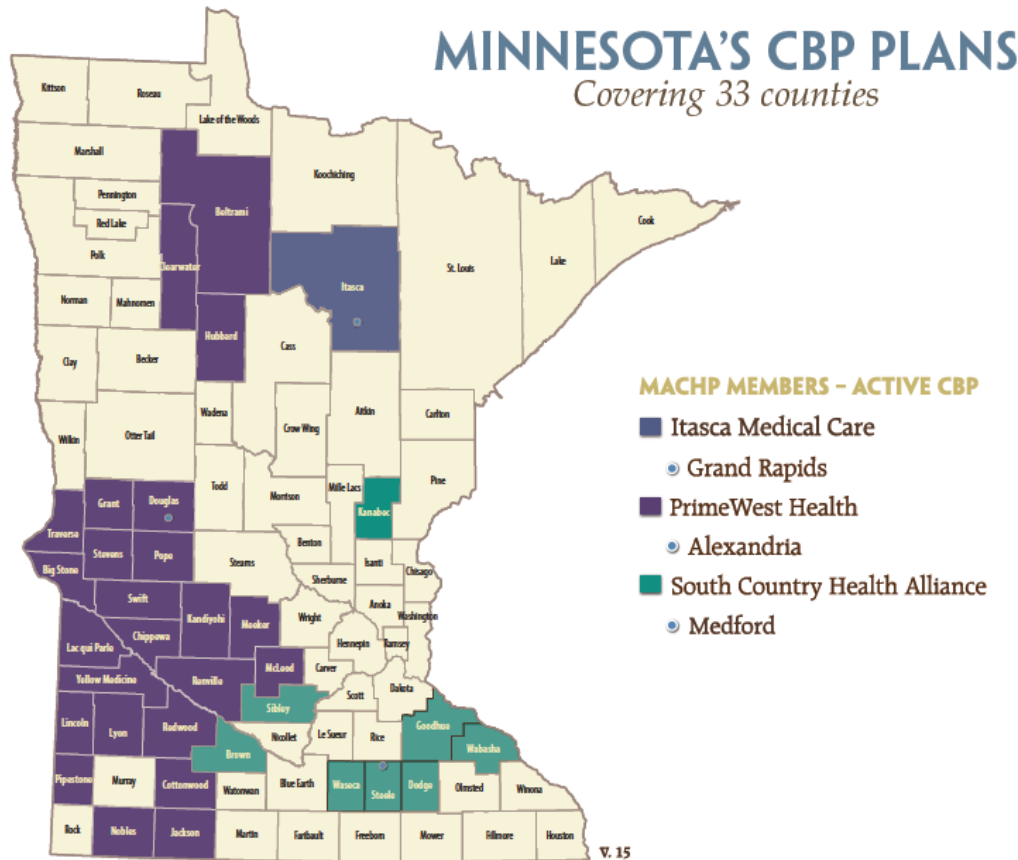 MINNESOTA'S CBP PLANS
Covering 33 counties
Kittson
Roseau
Lake of the Woods
Marshall
Koochiching
Pennington
Beltrami
Red Lake
Cook
Polk
St. Louis
Lake
Clearwater
Itasca
Norman
Mahnomen
Hubbard
Cass
Clay
Becker
Wadena
Aitkin
Carlton
Crow Wing
Wilkin
Otter Tail
Todd
Mille Lacs
Pine
Morrison
Grant
Douglas
Kanabec
Traverse
Benton
Stevens
Pope
Stearns
Isanti
Big Stone
Chisago
Sherburne
Swift
Anoka
Kandiyohi
Meeker
Wright
Washington
Chippewa
Hennepin
Ramsey
Lac qui Parle
McLeod
Carver
Yellow Medicine
Renville
Dakota
Scott
Sibley
Lincoln
Lyon
Redwood
Goodhue
Nicollet
Le Sueur
Rice
Wabasha
Brown
Pipestone
Murray
Cottonwood
Watonwan
Blue Earth
Waseca
Steele
Dodge
Olmsted
Winona
Rock
Nobles
Jackson
Martin
Faribault
Freeborn
Mower
Fillmore
Houston
V. 15
MACHP MEMBERS – ACTIVE CBP
Itasca Medical Care
Grand Rapids
PrimeWest Health
Alexandria
South Country Health Alliance
Medford